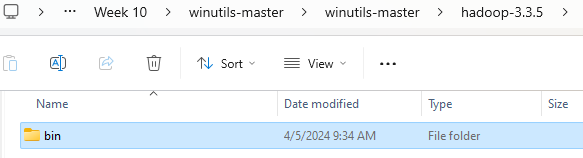 Week 10 winutils-master winutils-master hadoop-3.3.5
Sort View
Name Date modified Type Size
bin 4/5/2024 9:34 AM File folder